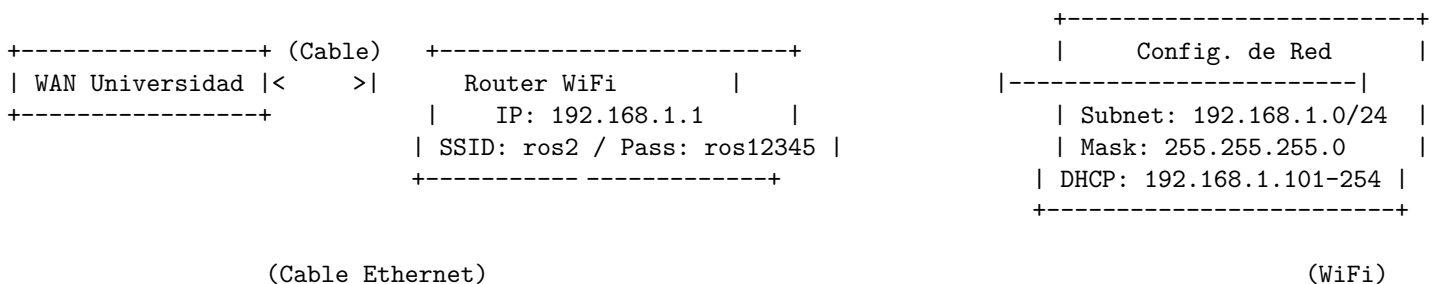 +--------------------------+
+-----------------+ (Cable) +-------------------------+ | Config. de Red |
| WAN Universidad |< >| Router WiFi | |-------------------------|
+-----------------+ | IP: 192.168.1.1 | | Subnet: 192.168.1.0/24 |
| SSID: ros2 / Pass: ros12345 | | Mask: 255.255.255.0 |
+----------- -------------+ | DHCP: 192.168.1.101-254 |
+-------------------------+
(Cable Ethernet) (WiFi)